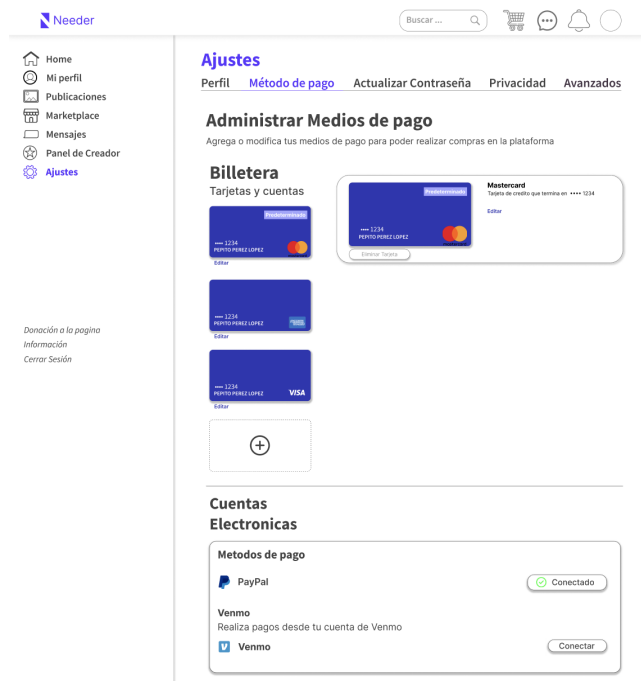 Needer
Buscar ...
Home
Mi perfil
Publicaciones
Marketplace
Mensajes
Panel de Creador
Ajustes
Donación a la pagina
Información
Cerrar Sesión
Ajustes
Perfil Método de pago Actualizar Contraseña Privacidad Avanzados
Administrar Medios de pago
Agrega o modifica tus medios de pago para poder realizar compras en la plataforma
Billetera
Tarjetas y cuentas
Predeterminado
•••• 1234
PEPITO PEREZ LOPEZ
Editar
•••• 1234
PEPITO PEREZ LOPEZ
Editar
•••• 1234
PEPITO PEREZ LOPEZ
VISA
Editar
Predeterminado
•••• 1234
PEPITO PEREZ LOPEZ
Eliminar Tarjeta
Mastercard
Tarjeta de credito que termina en •••• 1234
Editar
Cuentas
Electronicas
Metodos de pago
PayPal
Conectado
Venmo
Realiza pagos desde tu cuenta de Venmo
Venmo
Conectar